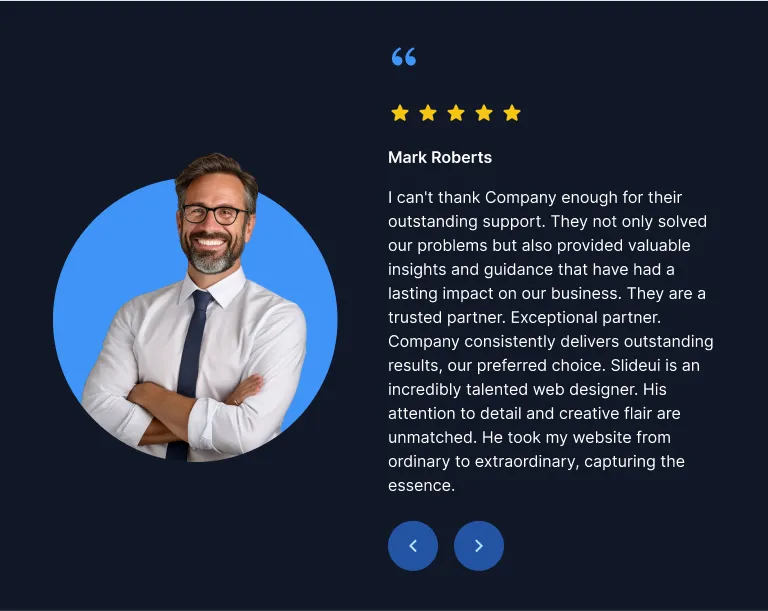 “
Mark Roberts
I can't thank Company enough for their
outstanding support. They not only solved
our problems but also provided valuable
insights and guidance that have had a
lasting impact on our business. They are a
trusted partner. Exceptional partner.
Company consistently delivers outstanding
results, our preferred choice. Slideui is an
incredibly talented web designer. His
attention to detail and creative flair are
unmatched. He took my website from
ordinary to extraordinary, capturing the
essence.